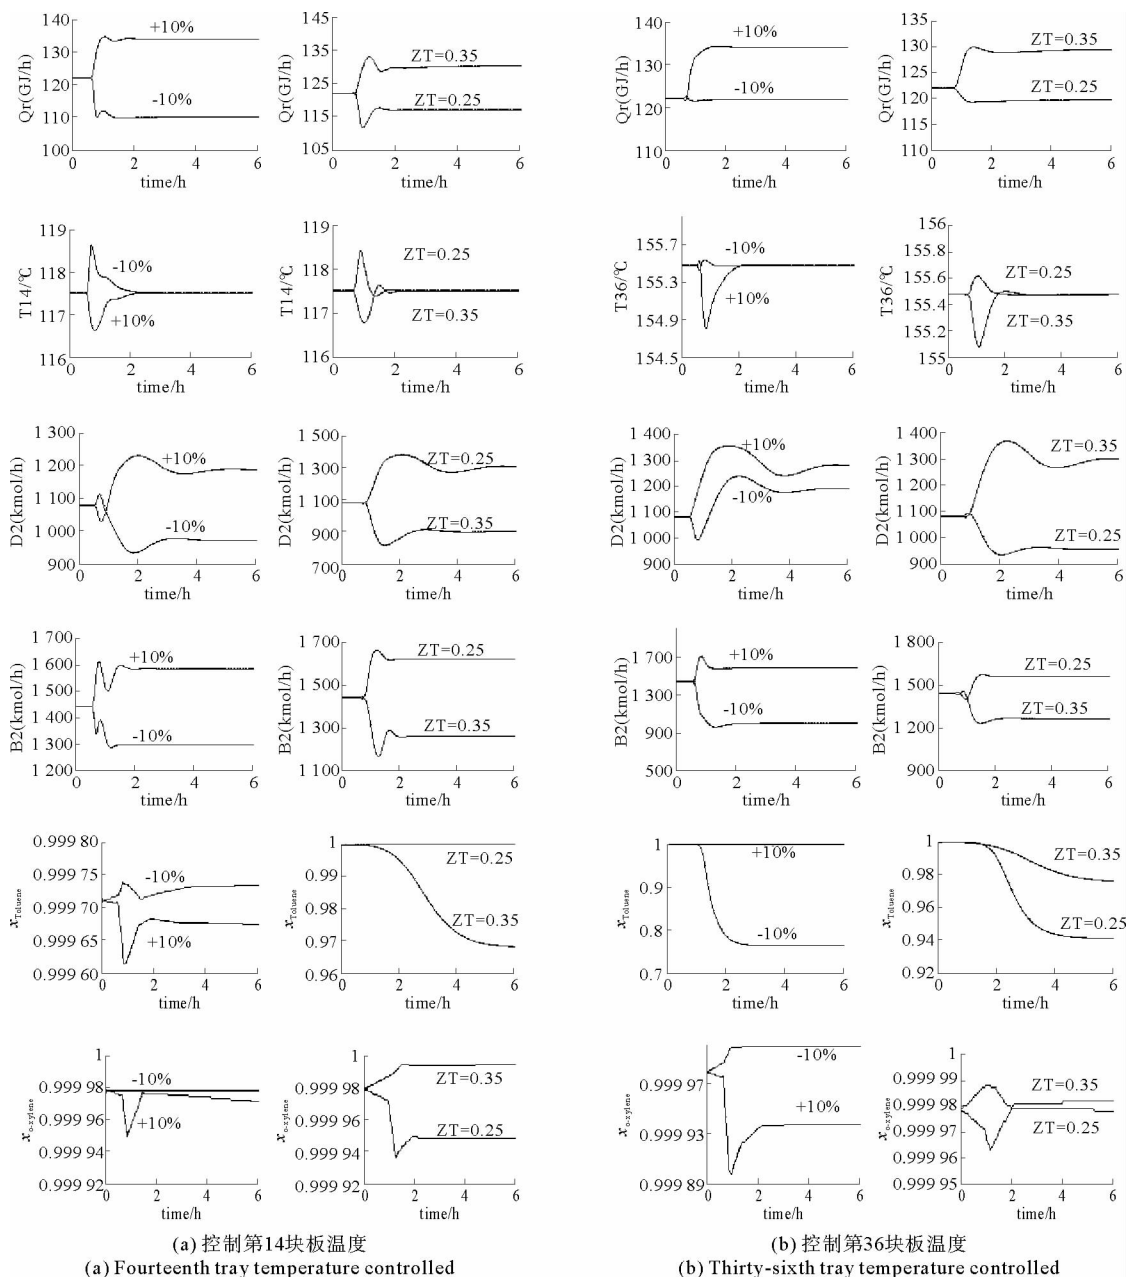 Qr(GJ/h)
140
130
120
110
100
+10%
-10%
0 2 4 6
time/h
Qr(GJ/h)
145
135
125
115
105
ZT=0.35
ZT=0.25
0 2 4 6
time/h
Qr(GJ/h)
140
130
120
110
+10%
-10%
0 2 4 6
time/h
Qr(GJ/h)
135
130
125
120
115
110
ZT=0.35
ZT=0.25
0 2 4 6
time/h
T14/℃
119
118
117
116
-10%
+10%
0 2 4 6
time/h
T14/℃
119
118
117
116
ZT=0.25
ZT=0.35
0 2 4 6
time/h
T36/℃
155.7
155.3
154.9
154.5
-10%
+10%
0 2 4 6
time/h
T36/℃
156
155.8
155.6
155.4
155.2
155
ZT=0.25
ZT=0.35
0 2 4 6
time/h
D2(kmol/h)
1 300
1 200
1 100
1 000
900
+10%
-10%
0 2 4 6
time/h
D2(kmol/h)
1 500
1 300
1 100
900
700
ZT=0.25
ZT=0.35
0 2 4 6
time/h
D2(kmol/h)
1 400
1 300
1 200
1 100
1 000
900
+10%
-10%
0 2 4 6
time/h
D2(kmol/h)
1 400
1 300
1 200
1 100
1 000
900
ZT=0.35
ZT=0.25
0 2 4 6
time/h
B2(kmol/h)
1 700
1 600
1 500
1 400
1 300
1 200
+10%
-10%
0 2 4 6
time/h
B2(kmol/h)
1 700
1 500
1 300
1 100
ZT=0.25
ZT=0.35
0 2 4 6
time/h
B2(kmol/h)
1 700
1 300
900
500
+10%
-10%
0 2 4 6
time/h
B2(kmol/h)
1 800
1 500
1 200
900
ZT=0.25
ZT=0.35
0 2 4 6
time/h
xToluene
0.999 80
0.999 75
0.999 70
0.999 65
0.999 60
-10%
+10%
0 2 4 6
time/h
xToluene
1
0.99
0.98
0.97
0.96
ZT=0.25
ZT=0.35
0 2 4 6
time/h
xToluene
1
0.9
0.8
0.7
+10%
-10%
0 2 4 6
time/h
xToluene
1
0.98
0.96
0.94
0.92
ZT=0.35
ZT=0.25
0 2 4 6
time/h
xo-xylene
1
0.999 98
0.999 96
0.999 94
0.999 92
-10%
+10%
0 2 4 6
time/h
xo-xylene
1
0.999 98
0.999 96
0.999 94
0.999 92
ZT=0.35
ZT=0.25
0 2 4 6
time/h
xo-xylene
0.999 97
0.999 93
0.999 89
-10%
+10%
0 2 4 6
time/h
xo-xylene
1
0.999 99
0.999 98
0.999 97
0.999 96
0.999 95
ZT=0.35
ZT=0.25
0 2 4 6
time/h
(a) 控制第14块板温度
(a) Fourteenth tray temperature controlled
(b) 控制第36块板温度
(b) Thirty-sixth tray temperature controlled